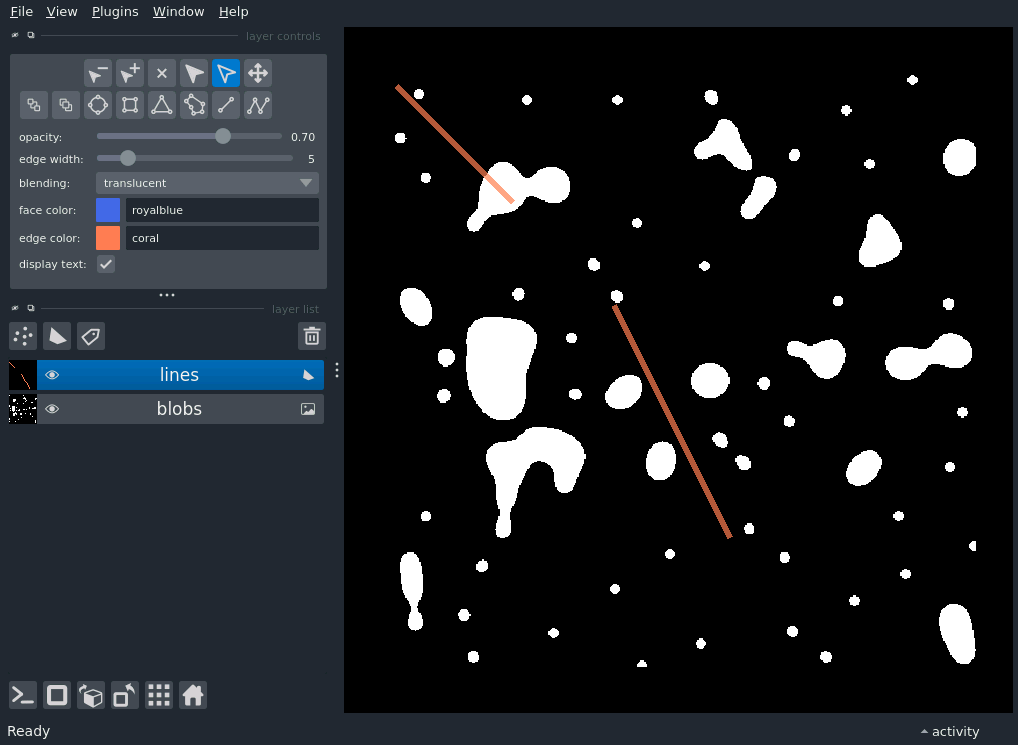 File View Plugins Window Help
layer controls
opacity: 0.70
edge width: 5
blending: translucent
face color: royalblue
edge color: coral
display text:
layer list
lines
blobs
Ready
activity